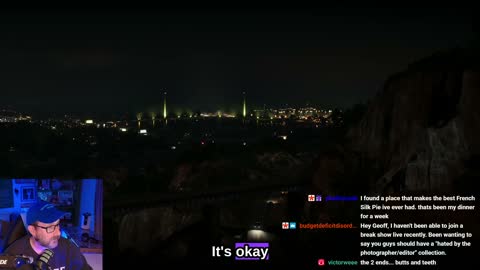 I found a place that makes the best French
Silk Pie ive ever had. thats been my dinner
for a week
budgetdeficitdisord...
Hey Geoff, I haven't been able to join a
break show live recently. Been wanting to
say you guys should have a "hated by the
photographer/editor" collection.
victorweee
the 2 ends... butts and teeth
It's okay